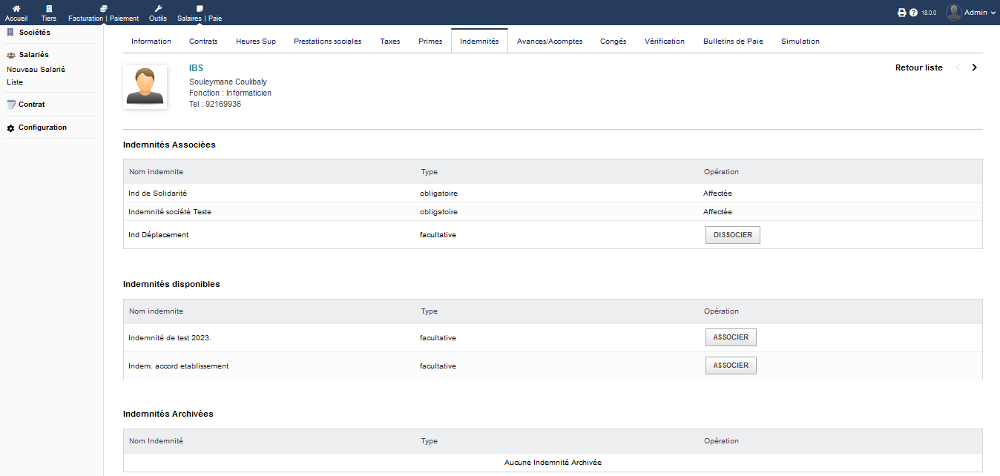 Accueil Tiers Facturation | Paiement Outils Salaires | Paie 18.0.0 Admin
Sociétés
Salariés
Nouveau Salarié
Liste
Contrat
Configuration
Information Contrats Heures Sup Prestations sociales Taxes Primes Indemnités Avances/Acomptes Congés Vérification Bulletins de Paie Simulation
IBS Retour liste
Souleymane Coulibaly
Fonction : Informaticien
Tel : 92169936
Indemnités Associées
Nom indemnite Type Opération
Ind de Solidarité obligatoire Affectée
Indemnité société Teste obligatoire Affectée
Ind Déplacement facultative DISSOCIER
Indemnités disponibles
Nom indemnite Type Opération
Indemnité de test 2023. facultative ASSOCIER
Indem. accord etablissement facultative ASSOCIER
Indemnités Archivées
Nom Indemnité Type Opération
Aucune Indemnité Archivée